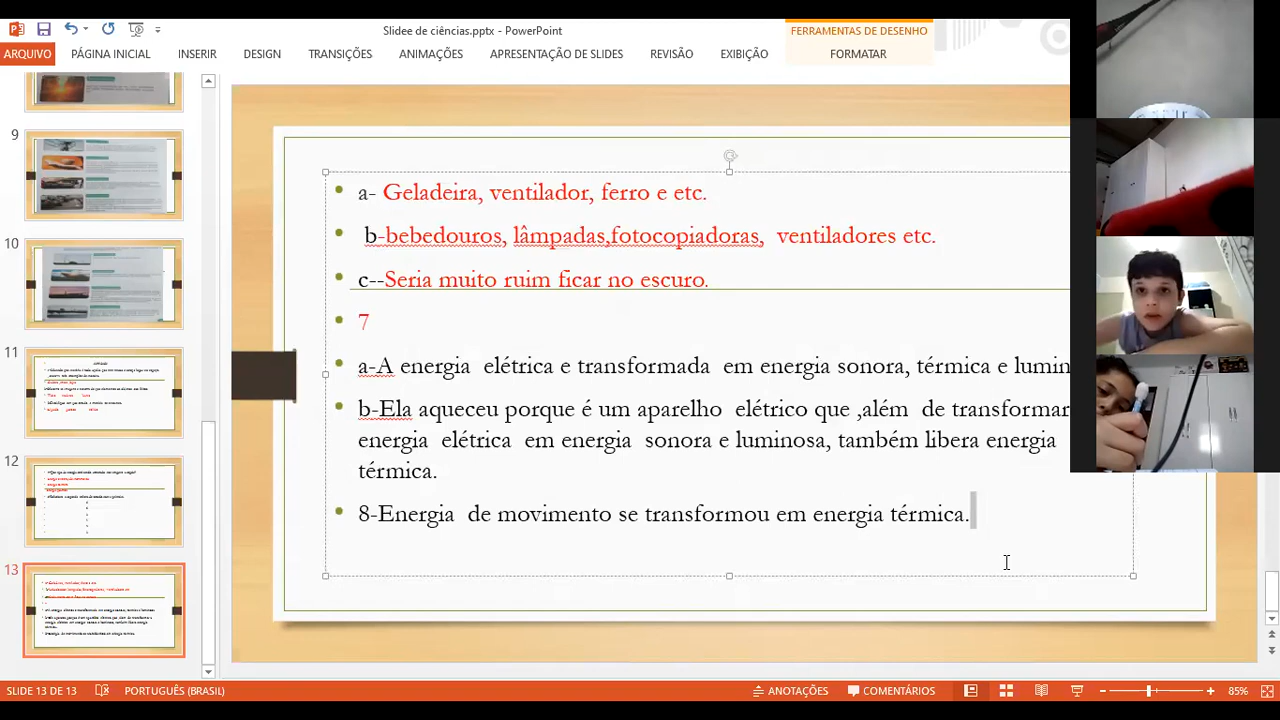 Slidee de ciências.pptx - PowerPoint
FERRAMENTAS DE DESENHO
ARQUIVO PÁGINA INICIAL INSERIR DESIGN TRANSIÇÕES ANIMAÇÕES APRESENTAÇÃO DE SLIDES REVISÃO EXIBIÇÃO FORMATAR
9
10
11
12
13
a- Geladeira, ventilador, ferro e etc.
b-bebedouros, lâmpadas,fotocopiadoras, ventiladores etc.
c--Seria muito ruim ficar no escuro.
7
a-A energia elétrica e transformada em energia sonora, térmica e lumin
b-Ela aqueceu porque é um aparelho elétrico que ,além de transformar
energia elétrica em energia sonora e luminosa, também libera energia
térmica.
8-Energia de movimento se transformou em energia térmica.
SLIDE 13 DE 13 PORTUGUÊS (BRASIL) ANOTAÇÕES COMENTÁRIOS 85%